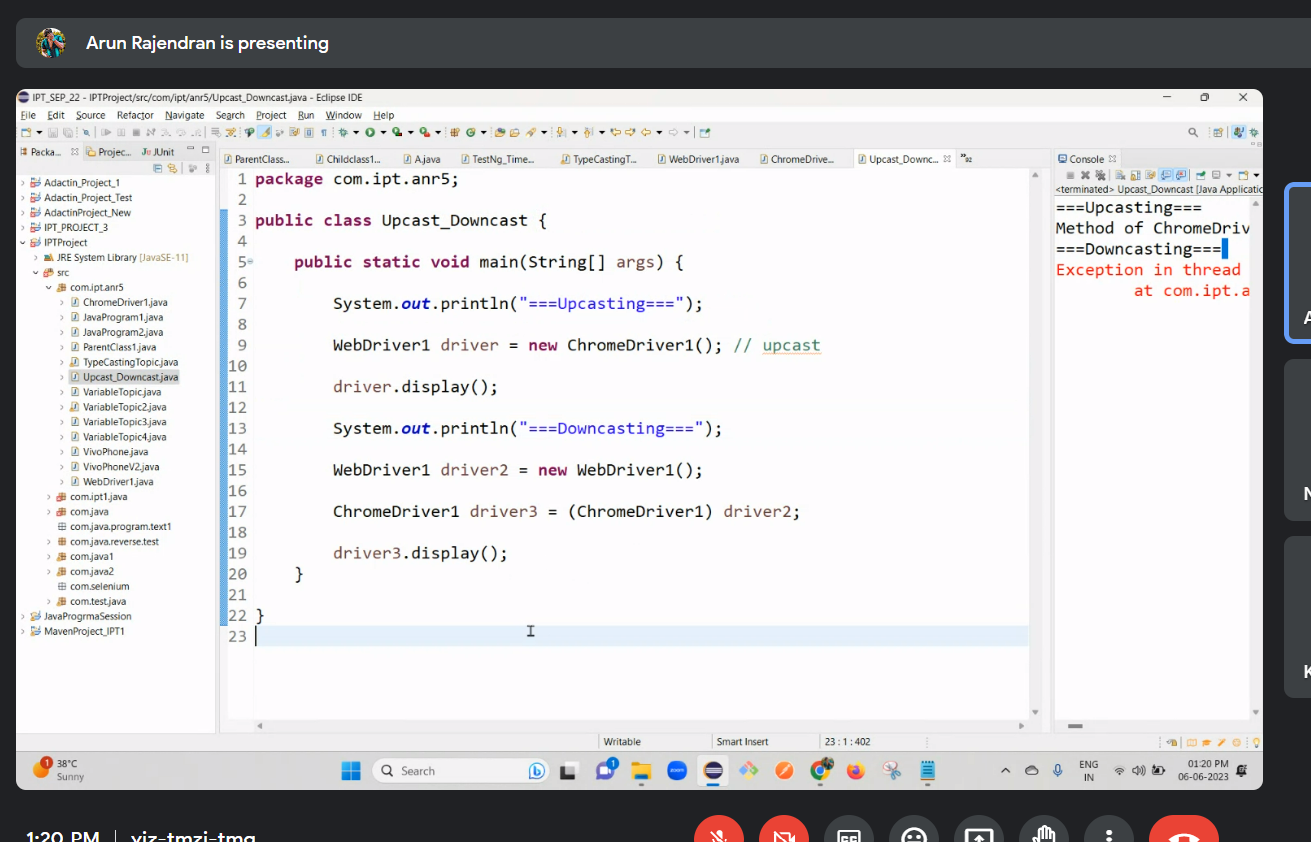 Arun Rajendran is presenting
IPT_SEP_22 - IPTProject/src/com/ipt/anr5/Upcast_Downcast.java - Eclipse IDE
File Edit Source Refactor Navigate Search Project Run Window Help
Packa... Projec... JUnit
ParentClass... Childclass1... A.java TestNg_Time... TypeCastingT... WebDriver1.java ChromeDrive... Upcast_Downc... »92
Console
<terminated> Upcast_Downcast [Java Applicatic
Adactin_Project_1
Adactin_Project_Test
AdactinProject_New
IPT_PROJECT_3
IPTProject
JRE System Library [JavaSE-11]
src
com.ipt.anr5
ChromeDriver1.java
JavaProgram1.java
JavaProgram2.java
ParentClass1.java
TypeCastingTopic.java
Upcast_Downcast.java
VariableTopic.java
VariableTopic2.java
VariableTopic3.java
VariableTopic4.java
VivoPhone.java
VivoPhoneV2.java
WebDriver1.java
com.ipt1.java
com.java
com.java.program.text1
com.java.reverse.test
com.java1
com.java2
com.selenium
com.test.java
JavaProgrmaSession
MavenProject_IPT1
1 package com.ipt.anr5;
2
3 public class Upcast_Downcast {
4
5 public static void main(String[] args) {
6
7 System.out.println("===Upcasting===");
8
9 WebDriver1 driver = new ChromeDriver1(); // upcast
10
11 driver.display();
12
13 System.out.println("===Downcasting===");
14
15 WebDriver1 driver2 = new WebDriver1();
16
17 ChromeDriver1 driver3 = (ChromeDriver1) driver2;
18
19 driver3.display();
20 }
21
22 }
23
===Upcasting===
Method of ChromeDriv
===Downcasting===
Exception in thread
at com.ipt.a
A
N
K
Writable Smart Insert 23 : 1 : 402
1 38°C
Sunny
Search
1
zoom
ENG
IN
01:20 PM
06-06-2023
1:20 PM | yiz-tmzi-tmq